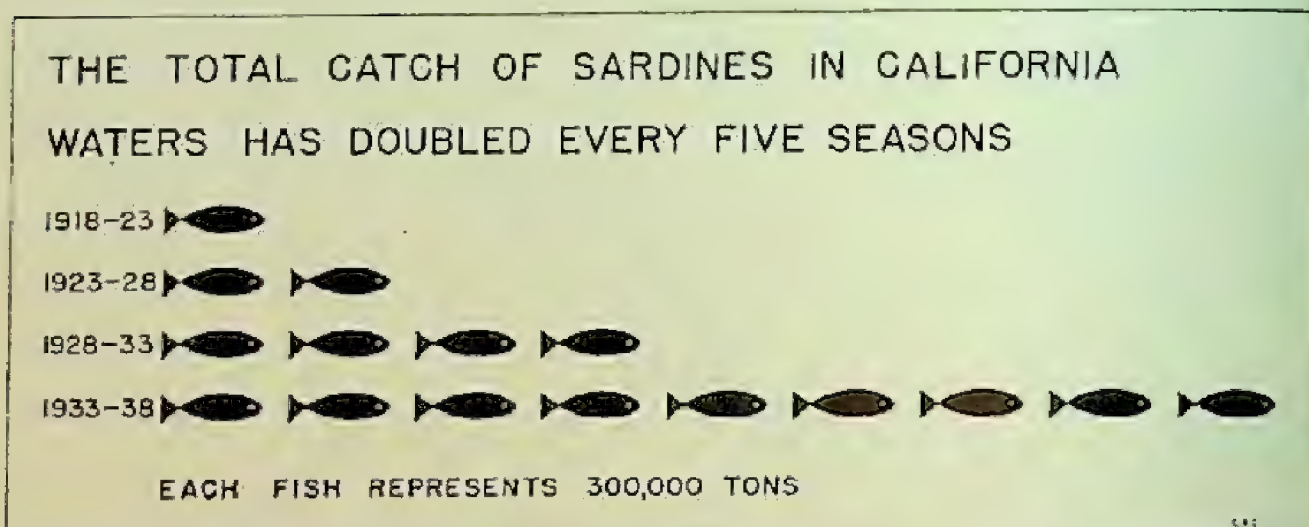 THE TOTAL CATCH OF SARDINES IN CALIFORNIA
WATERS HAS DOUBLED EVERY FIVE SEASONS
1918-23
1923-28
1928-33
1933-38
EACH FISH REPRESENTS 300,000 TONS